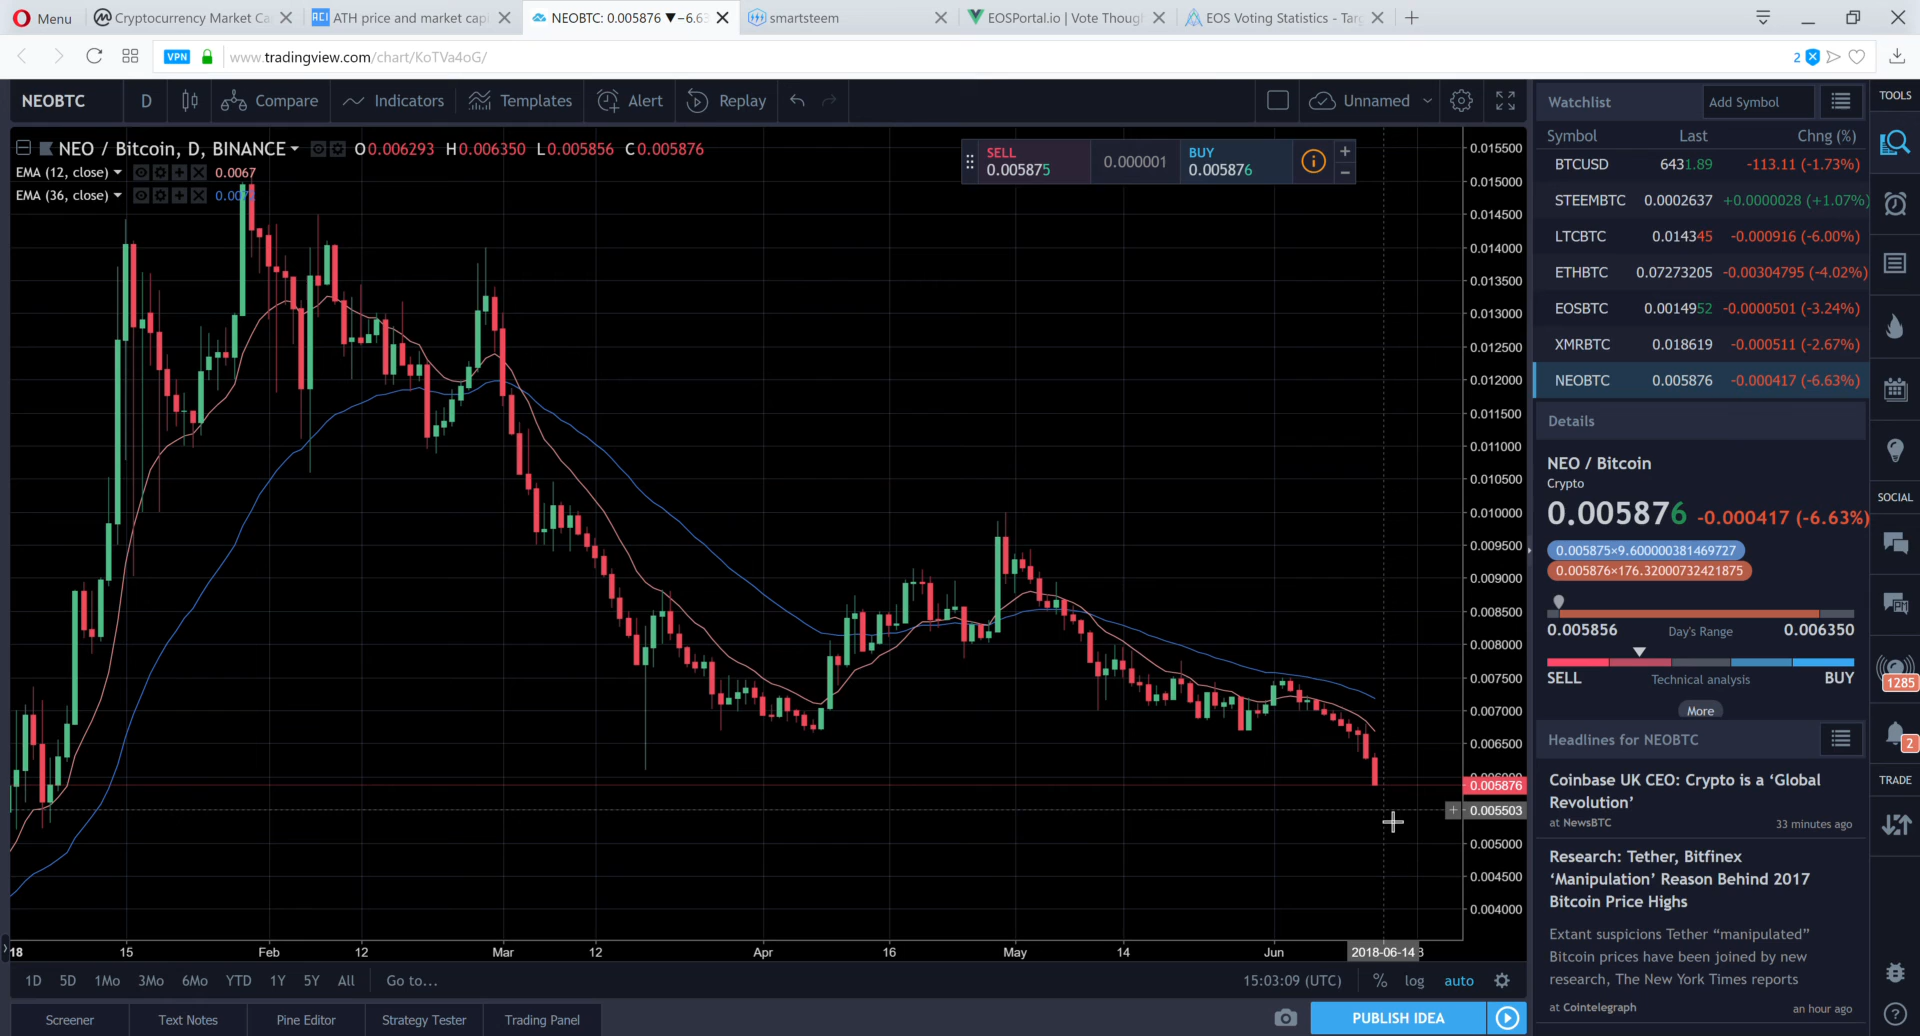 Menu
Cryptocurrency Market Ca
ATH price and market cap
NEOBTC: 0.005876 ▼−6.63
smartsteem
EOSPortal.io | Vote Though
EOS Voting Statistics - Targ
VPN
www.tradingview.com/chart/KoTVa4oG/
2
NEOBTC
D
Compare
Indicators
Templates
Alert
Replay
Unnamed
Watchlist
Add Symbol
TOOLS
NEO / Bitcoin, D, BINANCE
O0.006293 H0.006350 L0.005856 C0.005876
EMA (12, close)
0.0067
EMA (36, close)
SELL
0.005875
0.000001
BUY
0.005876
Symbol Last Chng (%)
BTCUSD 6431.89 -113.11 (-1.73%)
STEEMBTC 0.0002637 +0.0000028 (+1.07%)
LTCBTC 0.014345 -0.000916 (-6.00%)
ETHBTC 0.07273205 -0.00304795 (-4.02%)
EOSBTC 0.0014952 -0.0000501 (-3.24%)
XMRBTC 0.018619 -0.000511 (-2.67%)
NEOBTC 0.005876 -0.000417 (-6.63%)
0.015500
0.015000
0.014500
0.014000
0.013500
0.013000
0.012500
0.012000
0.011500
0.011000
0.010500
0.010000
0.009500
0.009000
0.008500
0.008000
0.007500
0.007000
0.006500
0.005876
0.005503
0.005000
0.004500
0.004000
Details
NEO / Bitcoin
Crypto
0.005876 -0.000417 (-6.63%)
0.005875×9.600000381469727
0.005876×176.32000732421875
0.005856 Day's Range 0.006350
SELL Technical analysis BUY
More
SOCIAL
1285
2
TRADE
Headlines for NEOBTC
Coinbase UK CEO: Crypto is a ‘Global
Revolution’
at NewsBTC 33 minutes ago
Research: Tether, Bitfinex
‘Manipulation’ Reason Behind 2017
Bitcoin Price Highs
Extant suspicions Tether “manipulated”
Bitcoin prices have been joined by new
research, The New York Times reports
at Cointelegraph an hour ago
18 15 Feb 12 Mar 12 Apr 16 May 14 Jun 2018-06-14
1D 5D 1Mo 3Mo 6Mo YTD 1Y 5Y All Go to...
15:03:09 (UTC) % log auto
Screener Text Notes Pine Editor Strategy Tester Trading Panel
PUBLISH IDEA